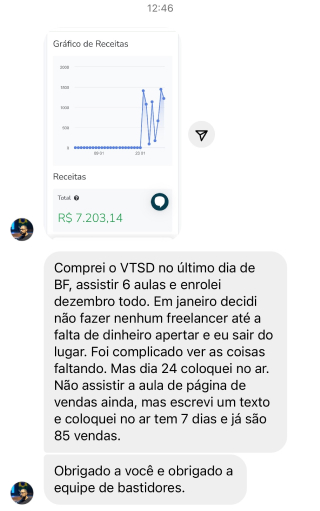 12:46
Gráfico de Receitas
2000
1500
1000
500
0
09/01 20/01
Receitas
Total
R$ 7.203,14
Comprei o VTSD no último dia de
BF, assistir 6 aulas e enrolei
dezembro todo. Em janeiro decidi
não fazer nenhum freelancer até a
falta de dinheiro apertar e eu sair do
lugar. Foi complicado ver as coisas
faltando. Mas dia 24 coloquei no ar.
Não assistir a aula de página de
vendas ainda, mas escrevi um texto
e coloquei no ar tem 7 dias e já são
85 vendas.
Obrigado a você e obrigado a
equipe de bastidores.